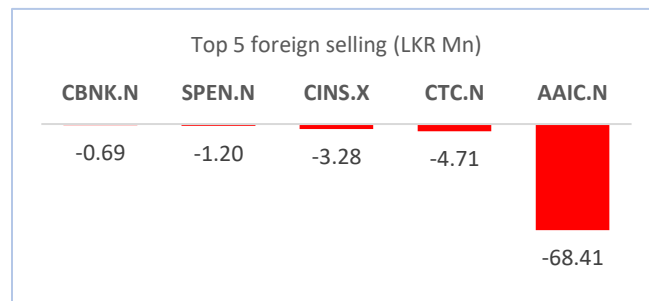 Top 5 foreign selling (LKR Mn)
CBNK.N SPEN.N CINS.X CTC.N AAIC.N
-0.69 -1.20 -3.28 -4.71
-68.41